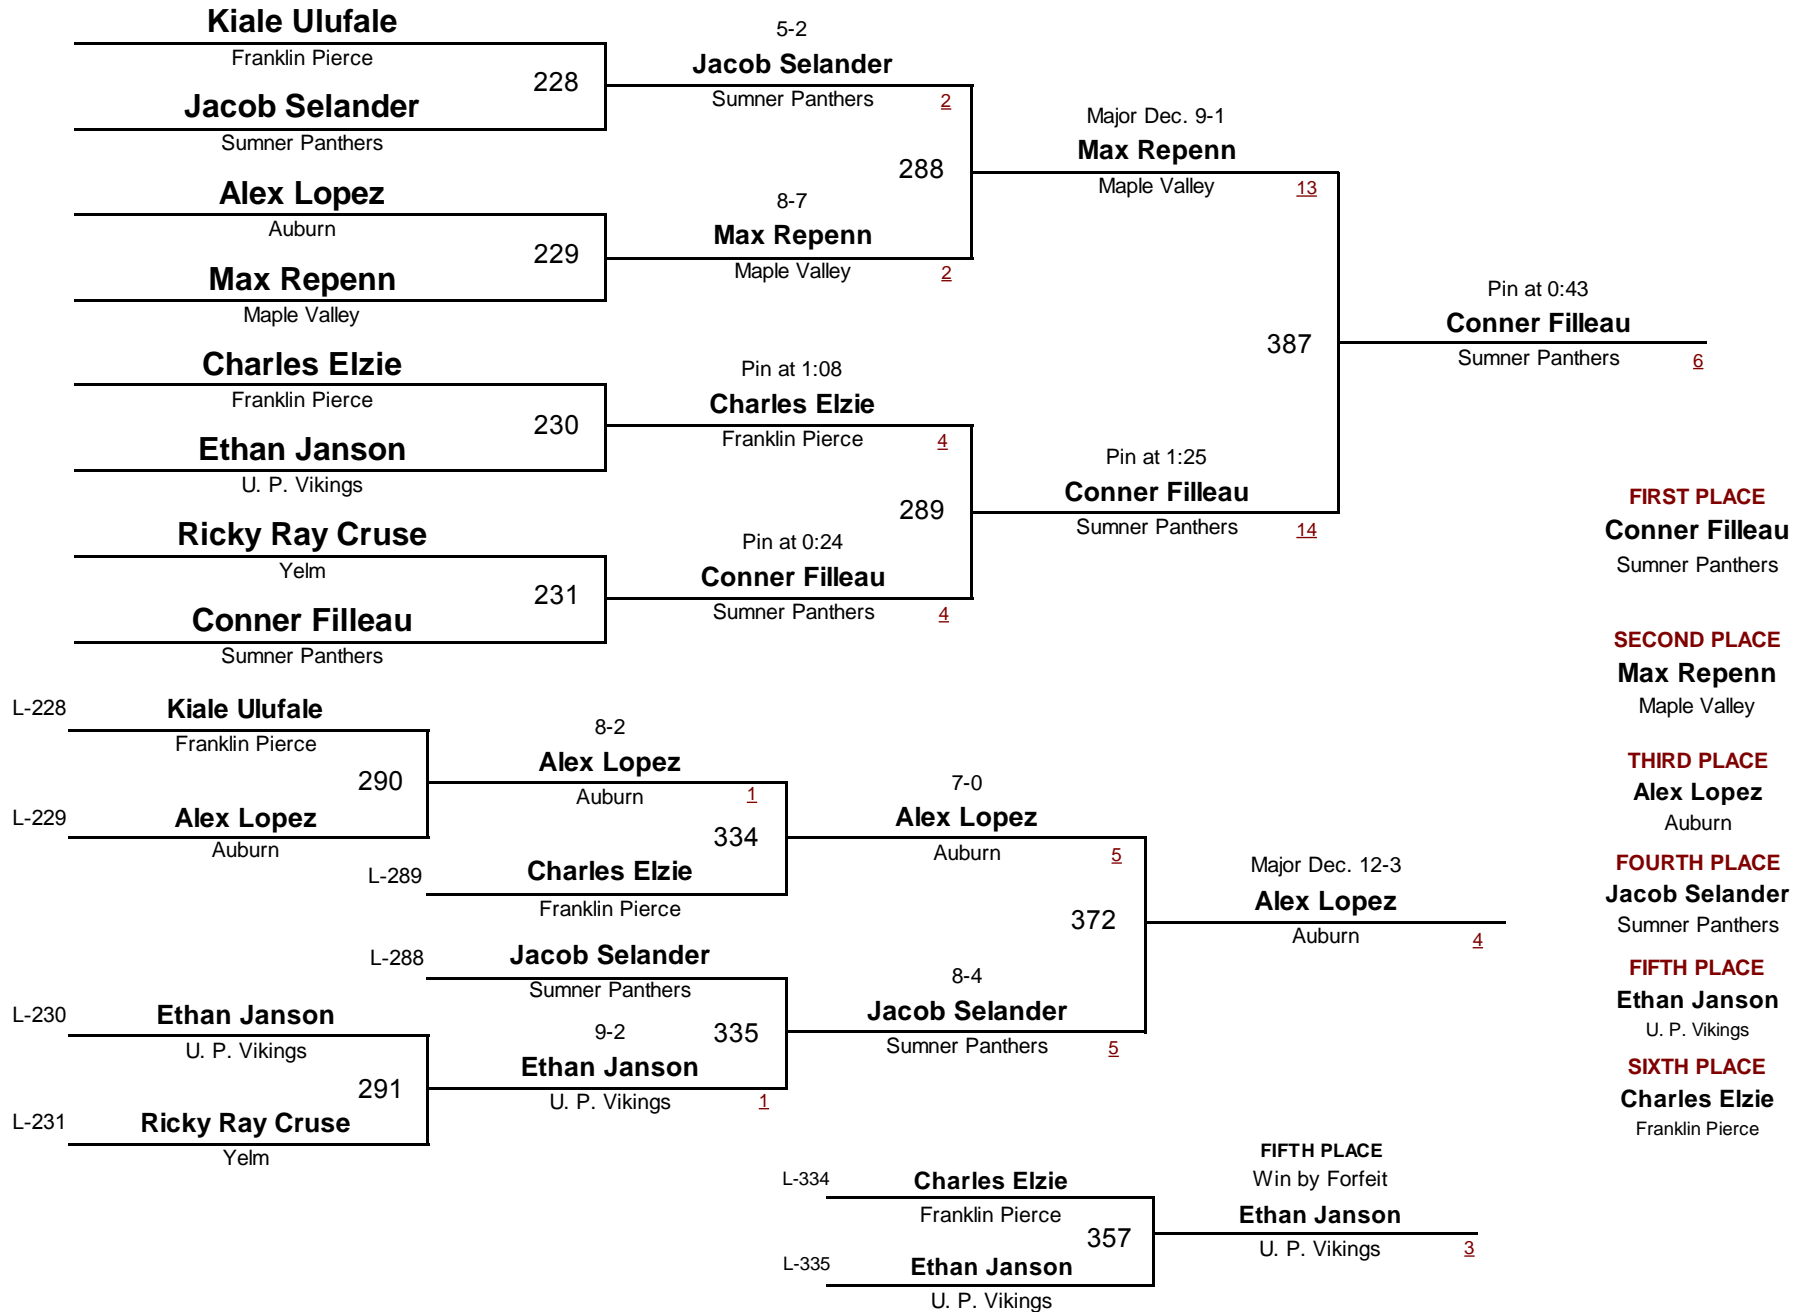 Kiale Ulufale
Franklin Pierce
228
Jacob Selander
Sumner Panthers
5-2
Jacob Selander
Sumner Panthers
2
Alex Lopez
Auburn
229
Max Repenn
Maple Valley
8-7
Max Repenn
Maple Valley
2
288
Major Dec. 9-1
Max Repenn
Maple Valley
13
Charles Elzie
Franklin Pierce
230
Ethan Janson
U. P. Vikings
Pin at 1:08
Charles Elzie
Franklin Pierce
4
Ricky Ray Cruse
Yelm
231
Conner Filleau
Sumner Panthers
Pin at 0:24
Conner Filleau
Sumner Panthers
4
289
Pin at 1:25
Conner Filleau
Sumner Panthers
14
387
Pin at 0:43
Conner Filleau
Sumner Panthers
6
FIRST PLACE
Conner Filleau
Sumner Panthers
SECOND PLACE
Max Repenn
Maple Valley
THIRD PLACE
Alex Lopez
Auburn
FOURTH PLACE
Jacob Selander
Sumner Panthers
FIFTH PLACE
Ethan Janson
U. P. Vikings
SIXTH PLACE
Charles Elzie
Franklin Pierce
L-228
Kiale Ulufale
Franklin Pierce
290
L-229
Alex Lopez
Auburn
8-2
Alex Lopez
Auburn
1
334
L-289
Charles Elzie
Franklin Pierce
7-0
Alex Lopez
Auburn
5
L-288
Jacob Selander
Sumner Panthers
335
L-230
Ethan Janson
U. P. Vikings
291
L-231
Ricky Ray Cruse
Yelm
9-2
Ethan Janson
U. P. Vikings
1
8-4
Jacob Selander
Sumner Panthers
5
372
Major Dec. 12-3
Alex Lopez
Auburn
4
L-334
Charles Elzie
Franklin Pierce
357
L-335
Ethan Janson
U. P. Vikings
FIFTH PLACE
Win by Forfeit
Ethan Janson
U. P. Vikings
3